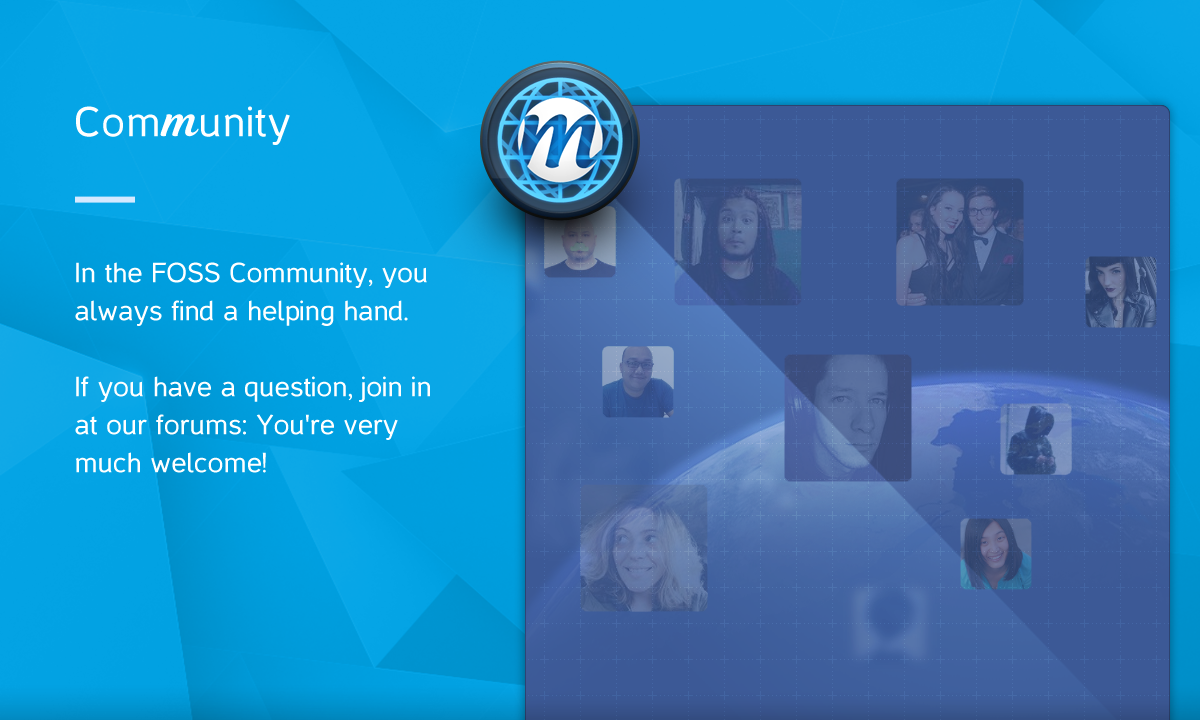 Community
m
In the FOSS Community, you
always find a helping hand.
If you have a question, join in
at our forums: You're very
much welcome!